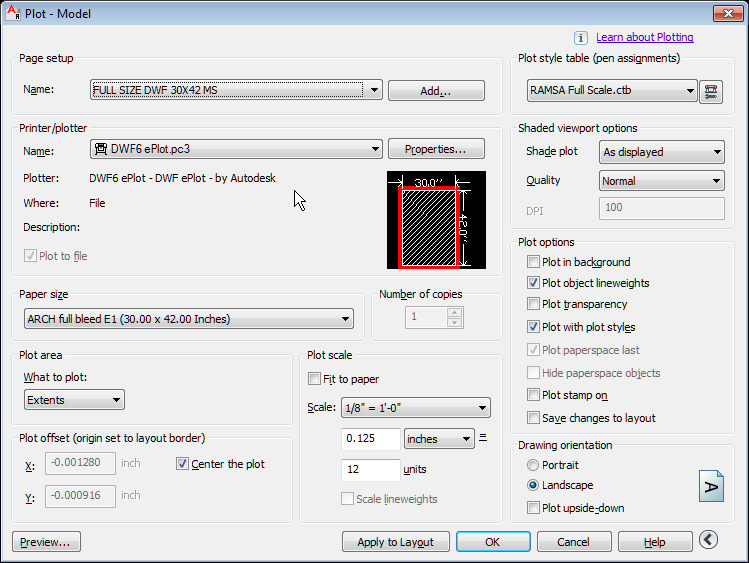 Plot - Model
Learn about Plotting
Page setup
Name:
FULL SIZE DWF 30X42 MS
Add...
Plot style table (pen assignments)
RAMSA Full Scale.ctb
Printer/plotter
Name:
DWF6 ePlot.pc3
Properties...
Plotter:
DWF6 ePlot - DWF ePlot - by Autodesk
Where:
File
Description:
Plot to file
30.0''
42.0''
Shaded viewport options
Shade plot
As displayed
Quality
Normal
DPI
100
Paper size
ARCH full bleed E1 (30.00 x 42.00 Inches)
Number of copies
1
Plot options
Plot in background
Plot object lineweights
Plot transparency
Plot with plot styles
Plot paperspace last
Hide paperspace objects
Plot stamp on
Save changes to layout
Plot area
What to plot:
Extents
Plot scale
Fit to paper
Scale:
1/8" = 1'-0"
0.125
inches
=
12
units
Scale lineweights
Plot offset (origin set to layout border)
X:
-0.001280
inch
Center the plot
Y:
-0.000916
inch
Drawing orientation
Portrait
Landscape
Plot upside-down
A
Preview...
Apply to Layout
OK
Cancel
Help